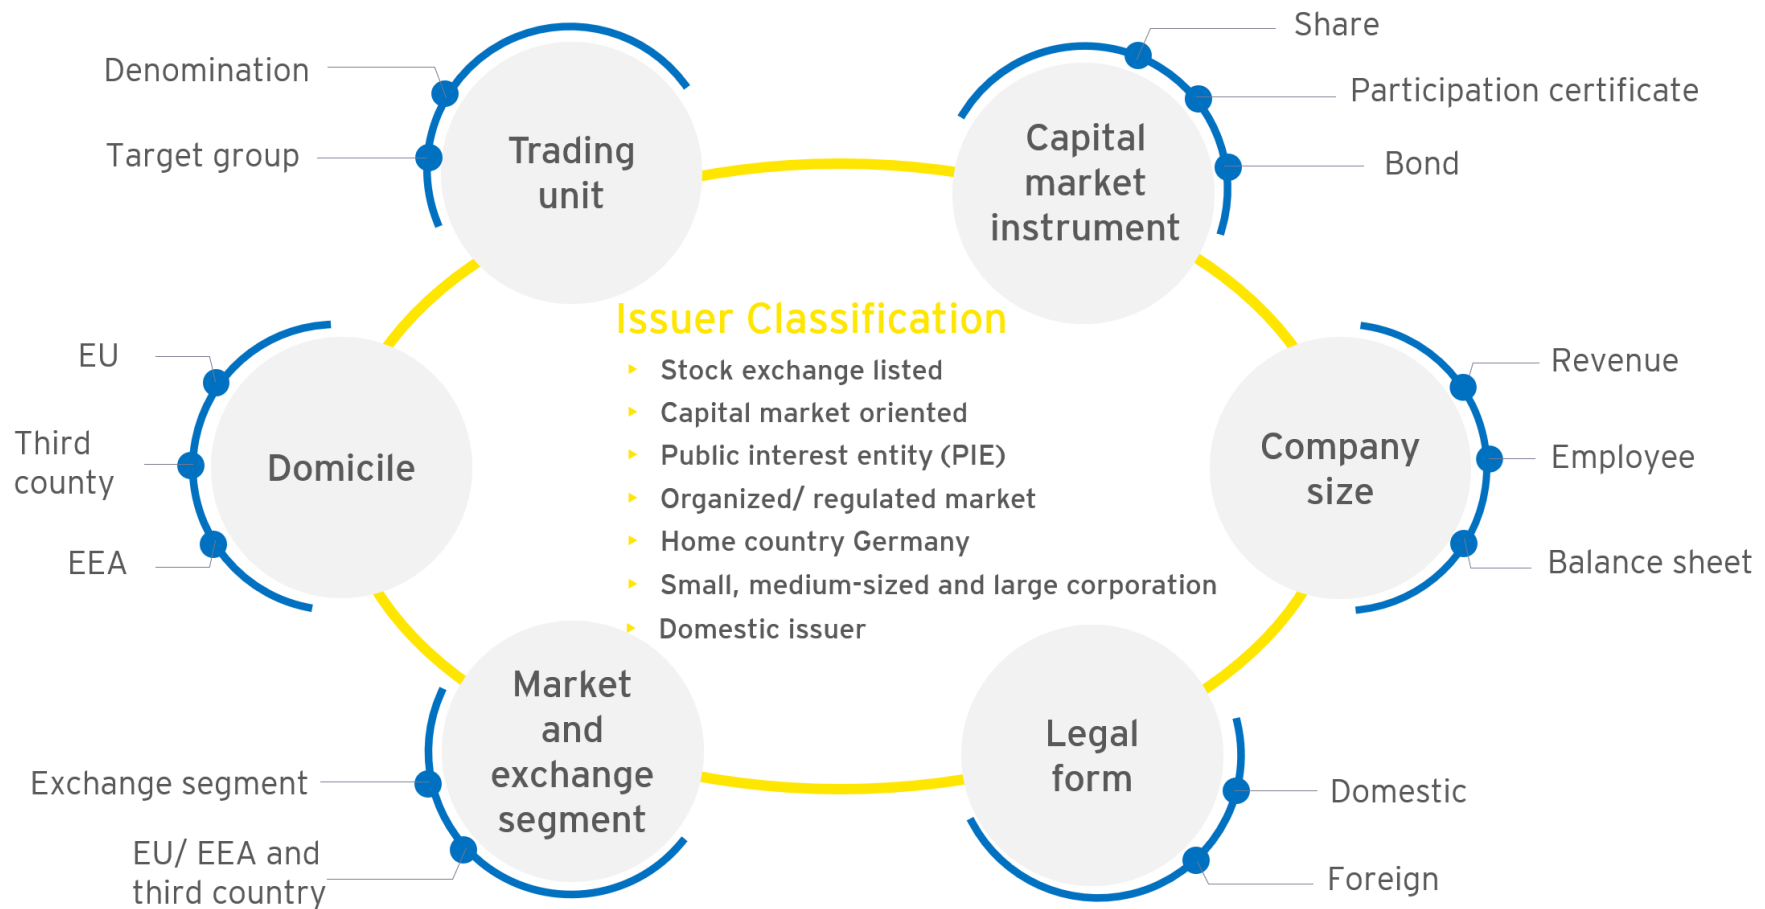 Denomination
Target group
Trading
unit
Share
Participation certificate
Bond
Capital
market
instrument
Issuer Classification
Stock exchange listed
Capital market oriented
Public interest entity (PIE)
Organized/ regulated market
Home country Germany
Small, medium-sized and large corporation
Domestic issuer
EU
Third
county
EEA
Domicile
Company
size
Revenue
Employee
Balance sheet
Market
and
exchange
segment
Exchange segment
EU/ EEA and
third country
Legal
form
Domestic
Foreign